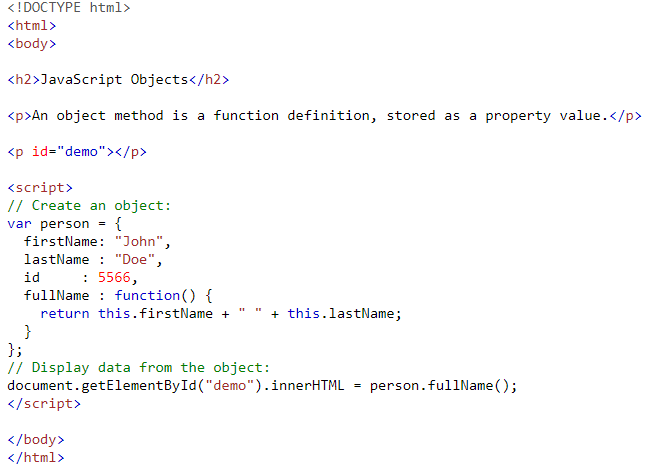 <!DOCTYPE html>
<html>
<body>

<h2>JavaScript Objects</h2>

<p>An object method is a function definition, stored as a property value.</p>

<p id="demo"></p>

<script>
// Create an object:
var person = {
  firstName: "John",
  lastName : "Doe",
  id     : 5566,
  fullName : function() {
    return this.firstName + " " + this.lastName;
  }
};
// Display data from the object:
document.getElementById("demo").innerHTML = person.fullName();
</script>

</body>
</html>